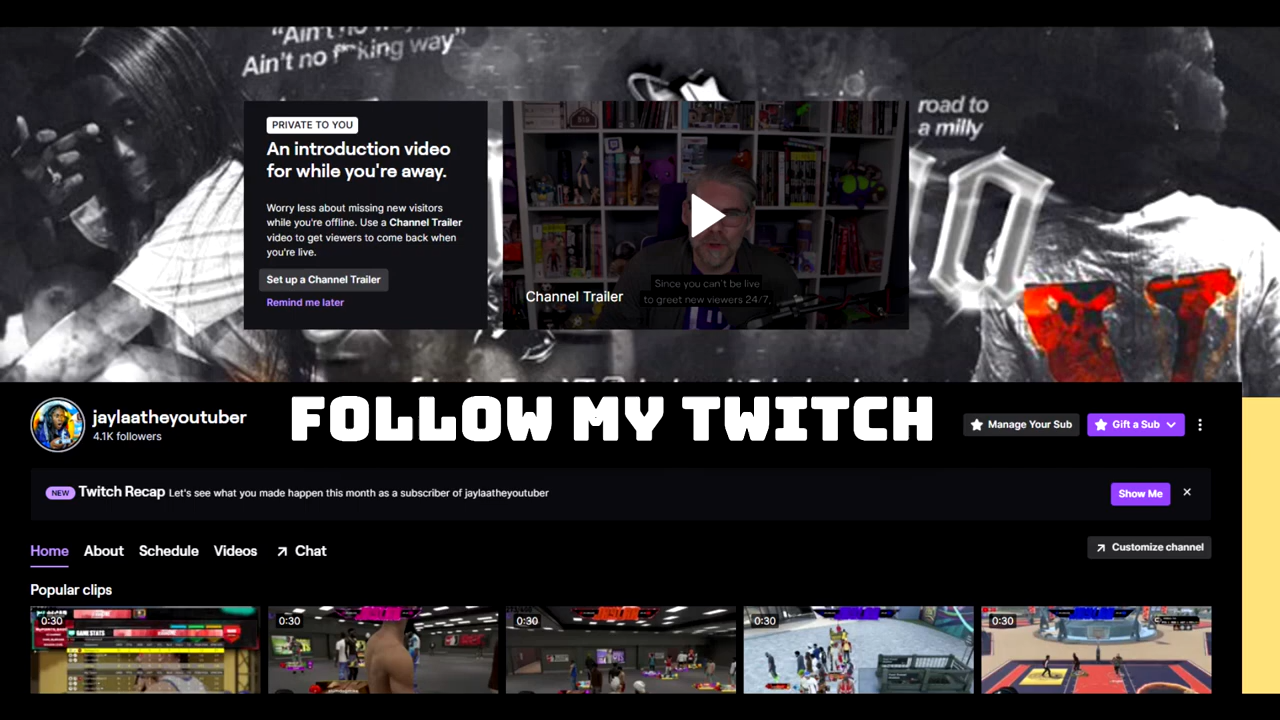 Ain't no f**king way"
road to
a milly
PRIVATE TO YOU
An introduction video
for while you're away.
Worry less about missing new visitors
while you're offline. Use a Channel Trailer
video to get viewers to come back when
you're live.
Set up a Channel Trailer
Remind me later
Since you can't be live
to greet new viewers 24/7,
Channel Trailer
jaylaatheyoutuber
4.1K followers
FOLLOW MY TWITCH
Manage Your Sub
Gift a Sub
NEW Twitch Recap Let's see what you made happen this month as a subscriber of jaylaatheyoutuber
Show Me
Home About Schedule Videos Chat
Customize channel
Popular clips
0:30 0:30 0:30 0:30 0:30
GAME STATS